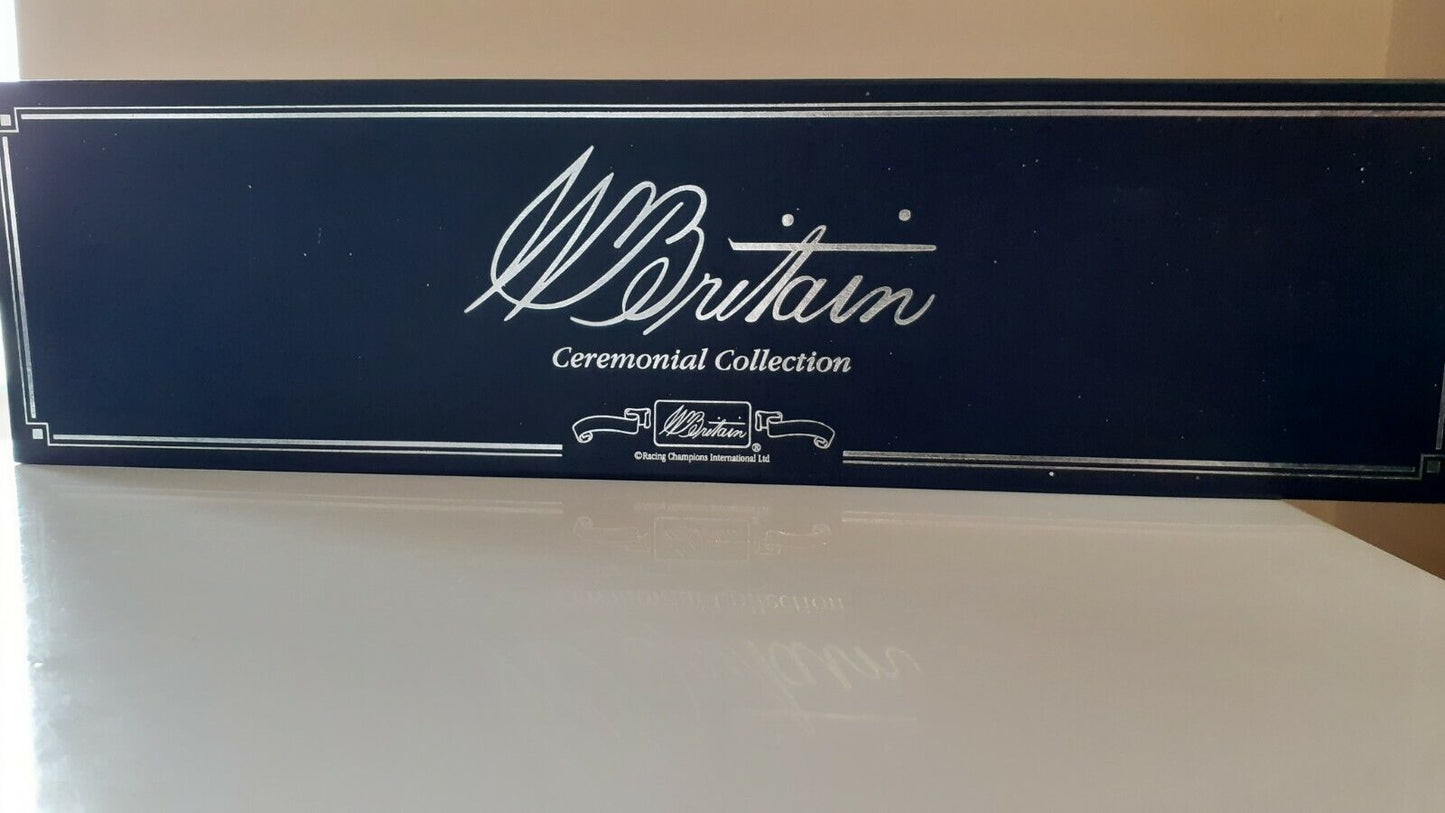 W Britain
Ceremonial Collection
W Britain ®
©Racing Champions International Ltd